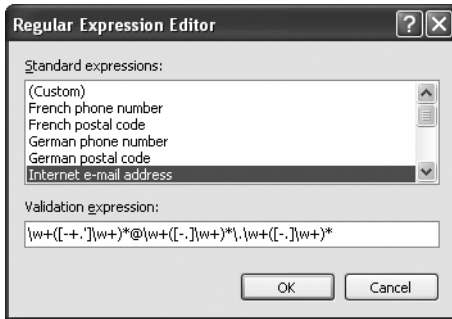 Regular Expression Editor
Standard expressions:
(Custom)
French phone number
French postal code
German phone number
German postal code
Internet e-mail address
Validation expression:
\w+([-+.']\w+)*@\w+([-.]\w+)*\.\w+([-.]\w+)*
OK Cancel